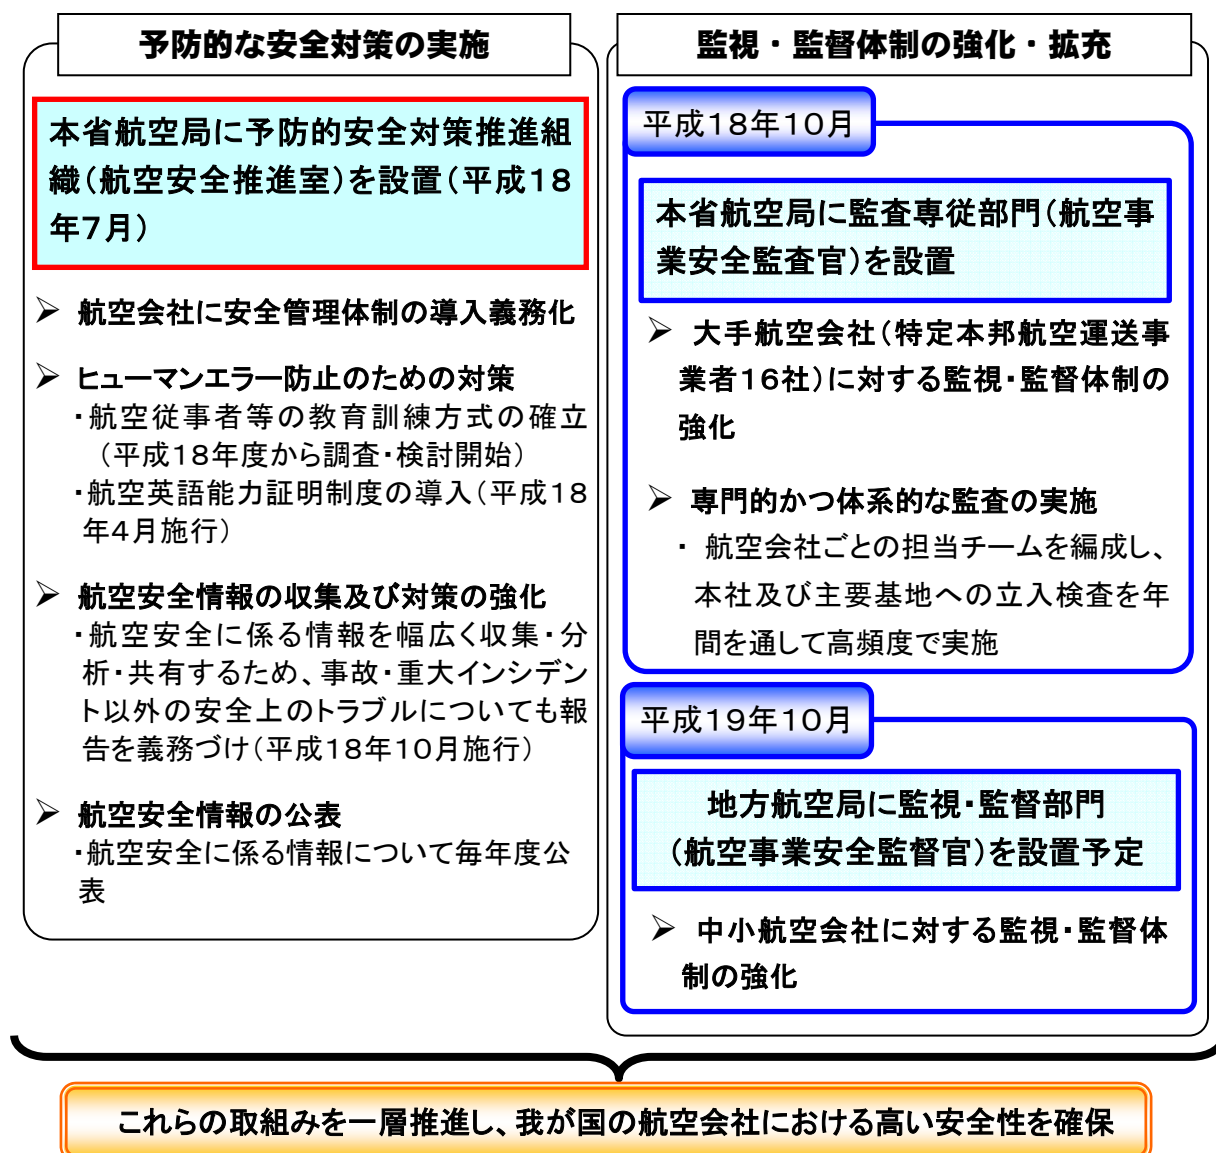 予防的な安全対策の実施
本省航空局に予防的安全対策推進組
織(航空安全推進室)を設置(平成18
年7月)
➢ 航空会社に安全管理体制の導入義務化
➢ ヒューマンエラー防止のための対策
・航空従事者等の教育訓練方式の確立
(平成18年度から調査・検討開始)
・航空英語能力証明制度の導入(平成18
年4月施行)
➢ 航空安全情報の収集及び対策の強化
・航空安全に係る情報を幅広く収集・分
析・共有するため、事故・重大インシデン
ト以外の安全上のトラブルについても報
告を義務づけ(平成18年10月施行)
➢ 航空安全情報の公表
・航空安全に係る情報について毎年度公
表
監視・監督体制の強化・拡充
平成18年10月
本省航空局に監査専従部門(航空事
業安全監査官)を設置
➢ 大手航空会社(特定本邦航空運送事
業者16社)に対する監視・監督体制の
強化
➢ 専門的かつ体系的な監査の実施
・ 航空会社ごとの担当チームを編成し、
本社及び主要基地への立入検査を年
間を通して高頻度で実施
平成19年10月
地方航空局に監視・監督部門
(航空事業安全監督官)を設置予定
➢ 中小航空会社に対する監視・監督体
制の強化
これらの取組みを一層推進し、我が国の航空会社における高い安全性を確保